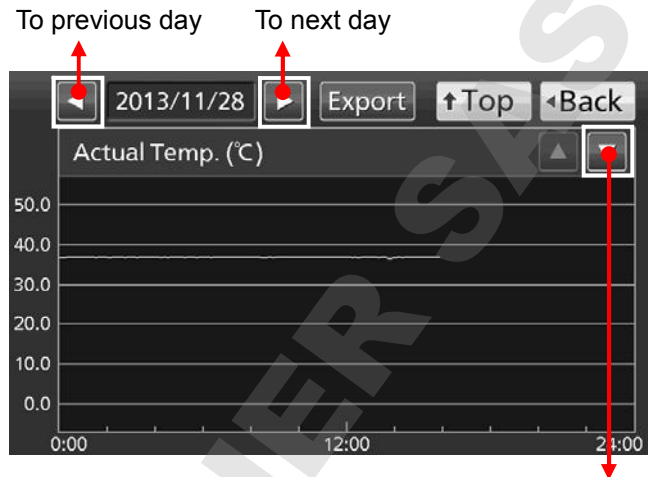 To previous day To next day
2013/11/28 Export ↑Top ◂Back
Actual Temp. (℃)
50.0
40.0
30.0
20.0
10.0
0.0
0:00 12:00 24:00